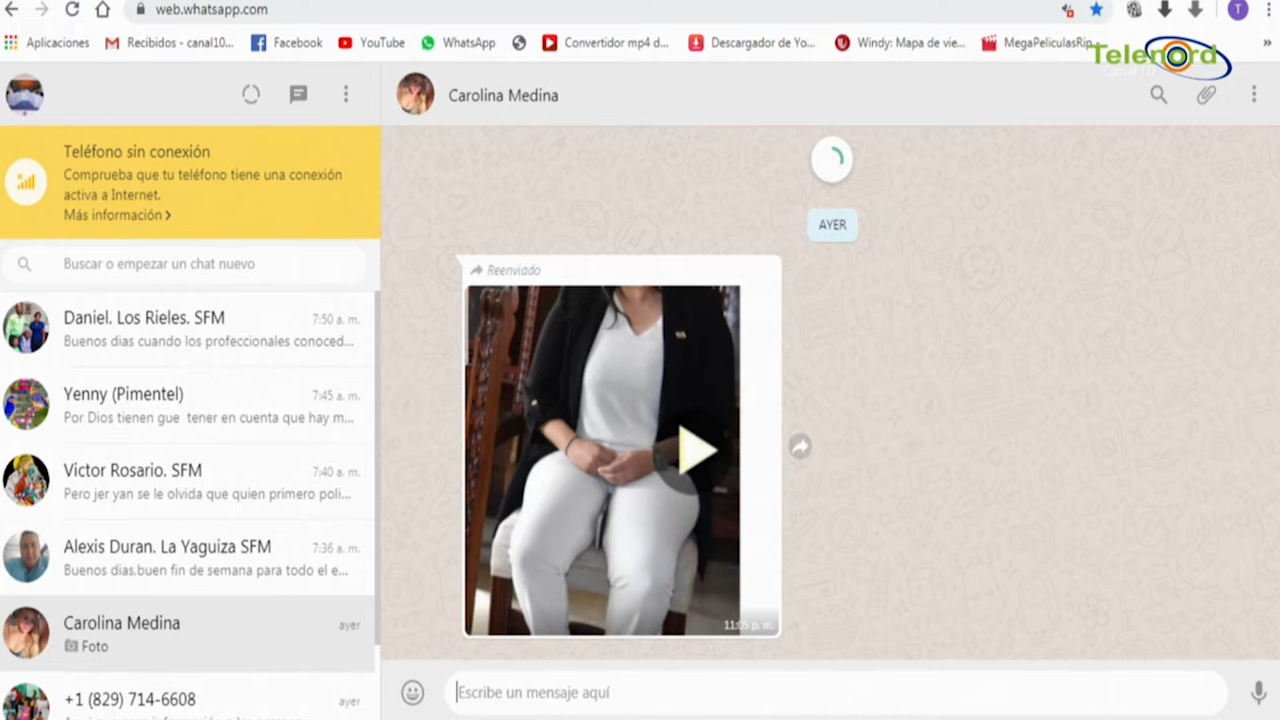 web.whatsapp.com
T
Aplicaciones
Recibidos - canal10...
Facebook
YouTube
WhatsApp
Convertidor mp4 d...
Descargador de Yo...
Windy: Mapa de vie...
MegaPeliculasRip
Telenord
Canal 10
Carolina Medina
Teléfono sin conexión
Comprueba que tu teléfono tiene una conexión
activa a Internet.
Más información
Buscar o empezar un chat nuevo
Daniel. Los Rieles. SFM 7:50 a. m.
Buenos dias cuando los profeccionales conoced...
Yenny (Pimentel) 7:45 a. m.
Por Dios tienen gue tener en cuenta que hay m...
Victor Rosario. SFM 7:40 a. m.
Pero jer yan se le olvida que quien primero poli...
Alexis Duran. La Yaguiza SFM 7:36 a. m.
Buenos dias.buen fin de semana para todo el e...
Carolina Medina ayer
Foto
+1 (829) 714-6608 ayer
AYER
Reenviado
11:05 p. m.
Escribe un mensaje aquí